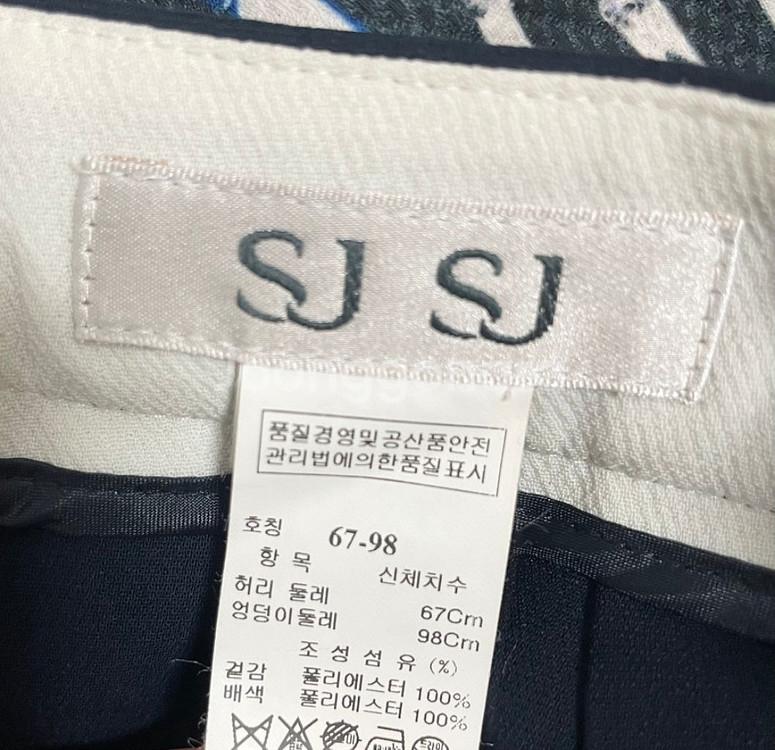 SJ SJ
품질경영및공산품안전
관리법에의한품질표시
호칭 67-98
항 목 신체치수
허리 둘레 67Cm
엉덩이둘레 98Cm
조 성 섬 유 (%)
겉감 폴리에스터 100%
배색 폴리에스터 100%